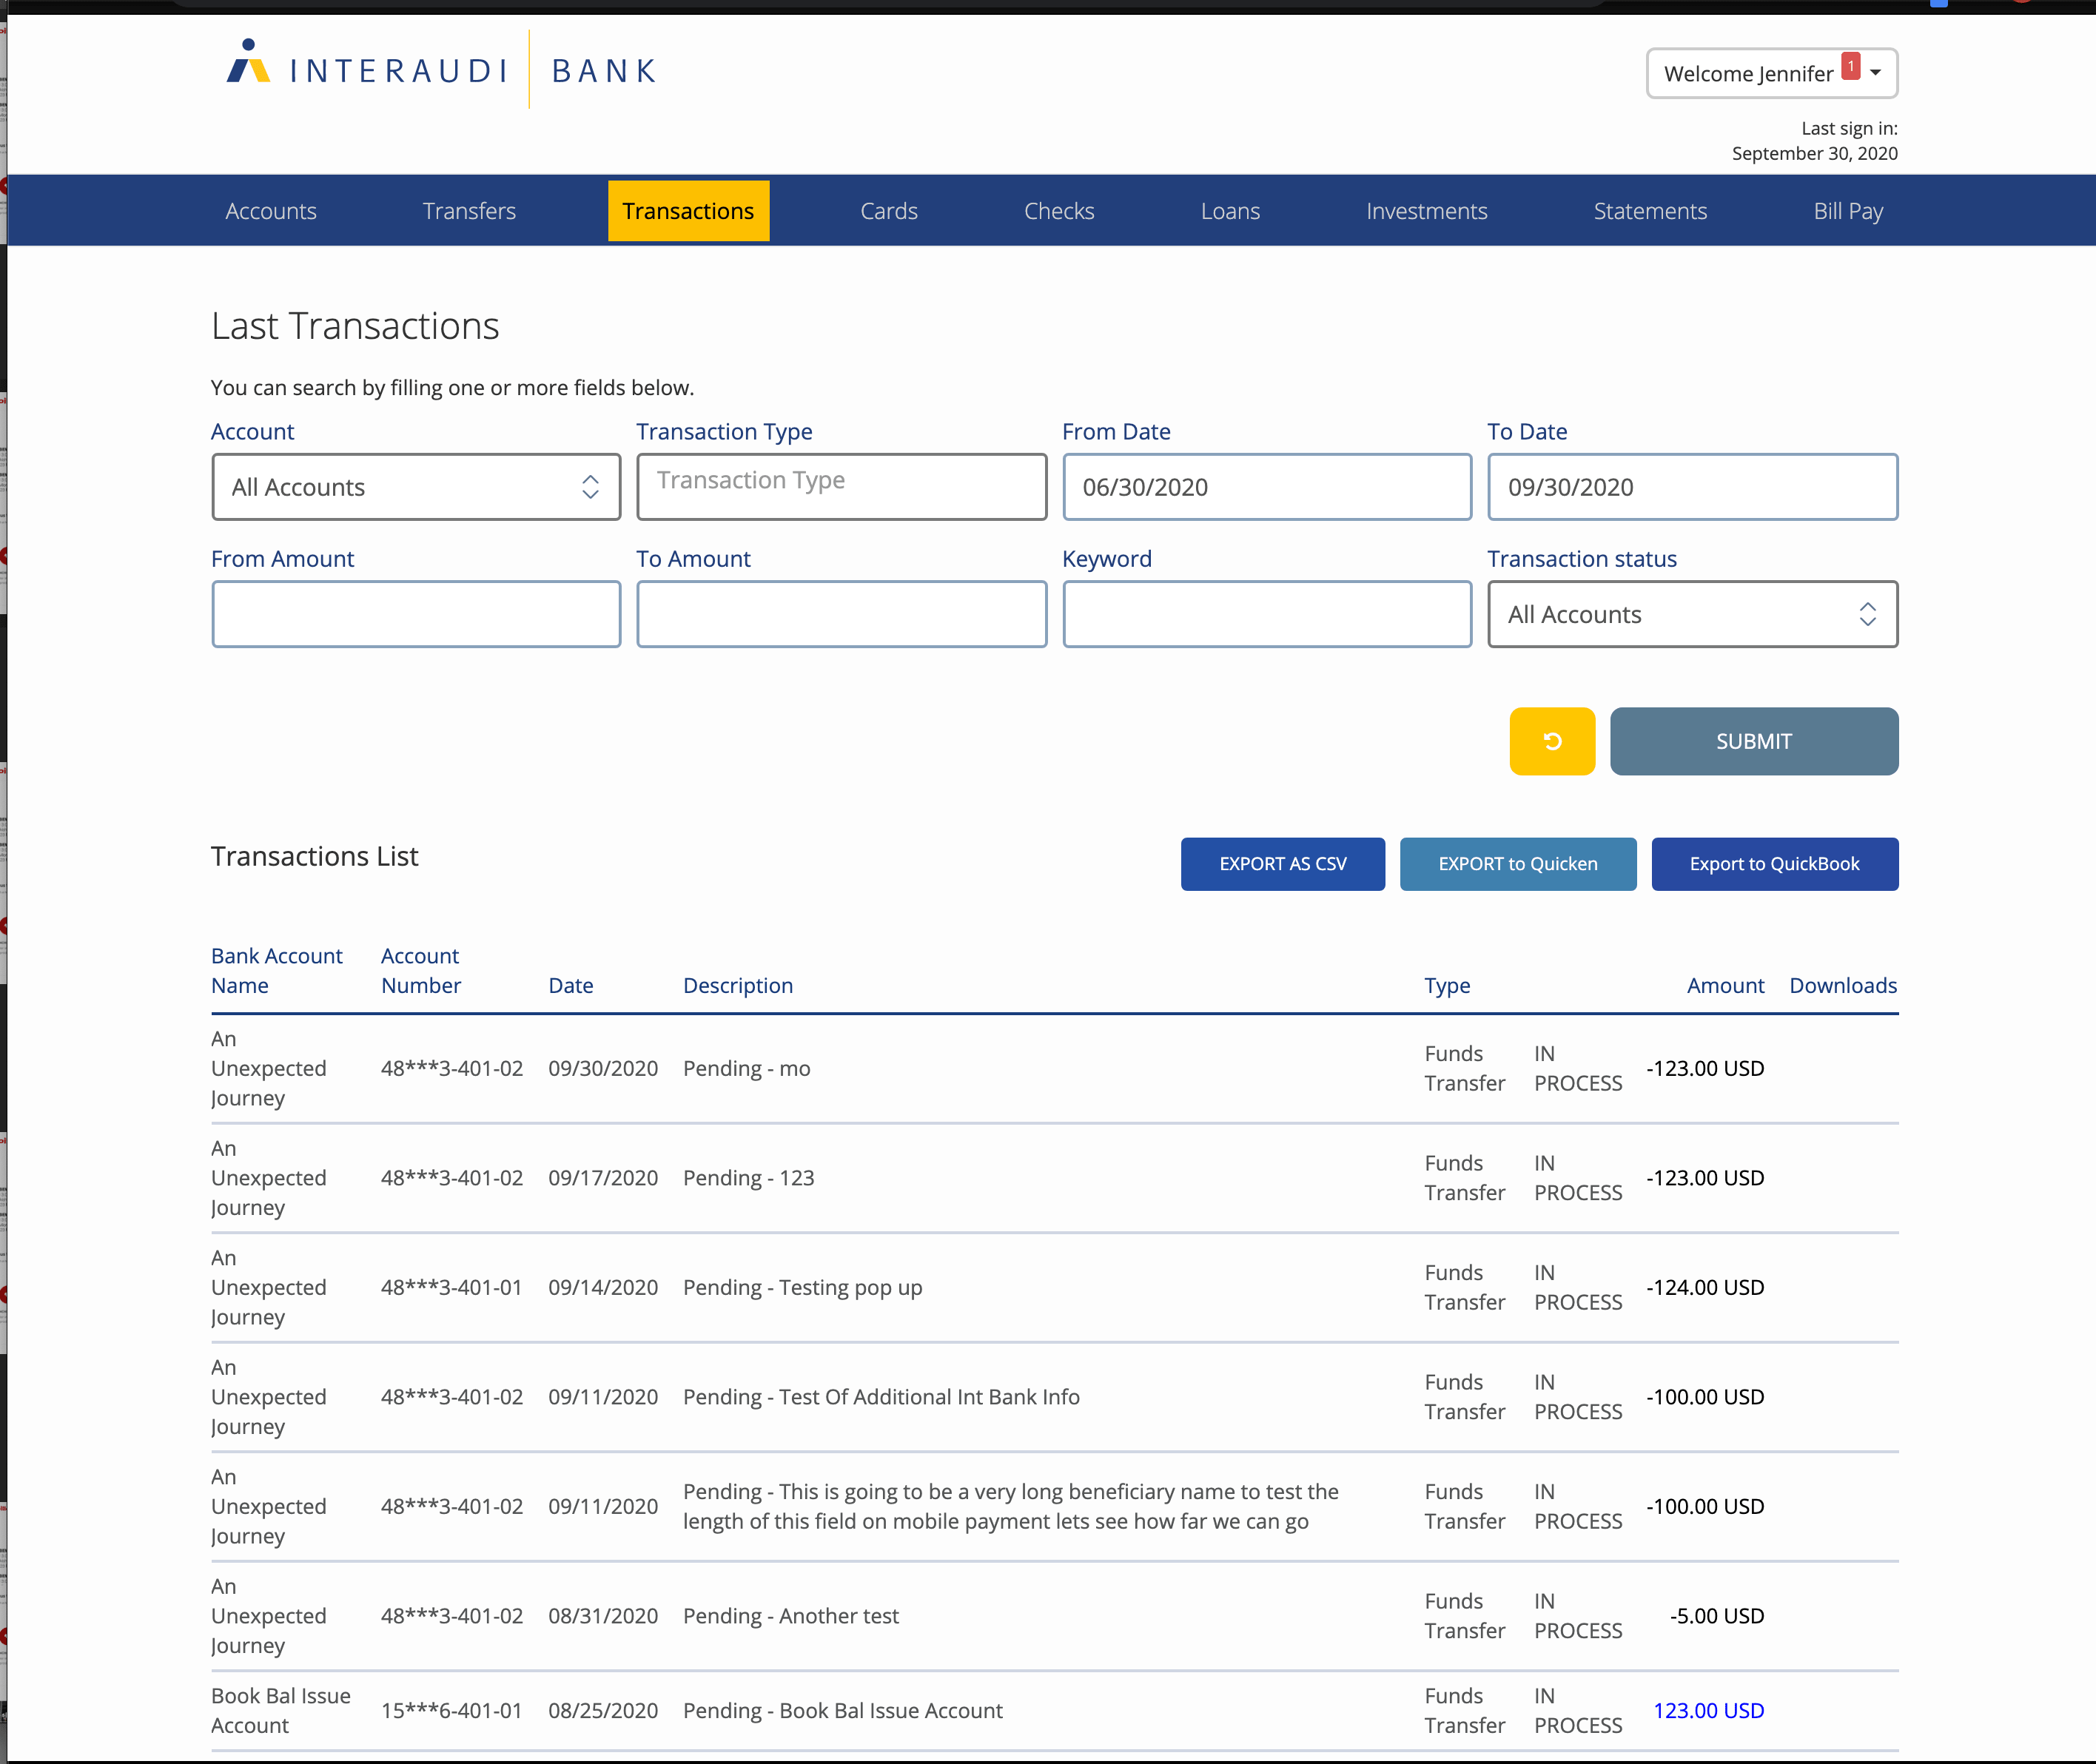 INTERAUDI BANK
Welcome Jennifer 1
Last sign in:
September 30, 2020
Accounts Transfers Transactions Cards Checks Loans Investments Statements Bill Pay
Last Transactions
You can search by filling one or more fields below.
Account Transaction Type From Date To Date
All Accounts Transaction Type 06/30/2020 09/30/2020
From Amount To Amount Keyword Transaction status
All Accounts
SUBMIT
Transactions List EXPORT AS CSV EXPORT to Quicken Export to QuickBook
Bank Account Account
Name Number Date Description Type Amount Downloads
An
Unexpected
Journey
48***3-401-02 09/30/2020 Pending - mo
Funds
Transfer
IN
PROCESS
-123.00 USD
An
Unexpected
Journey
48***3-401-02 09/17/2020 Pending - 123
Funds
Transfer
IN
PROCESS
-123.00 USD
An
Unexpected
Journey
48***3-401-01 09/14/2020 Pending - Testing pop up
Funds
Transfer
IN
PROCESS
-124.00 USD
An
Unexpected
Journey
48***3-401-02 09/11/2020 Pending - Test Of Additional Int Bank Info
Funds
Transfer
IN
PROCESS
-100.00 USD
An
Unexpected
Journey
48***3-401-02 09/11/2020
Pending - This is going to be a very long beneficiary name to test the
length of this field on mobile payment lets see how far we can go
Funds
Transfer
IN
PROCESS
-100.00 USD
An
Unexpected
Journey
48***3-401-02 08/31/2020 Pending - Another test
Funds
Transfer
IN
PROCESS
-5.00 USD
Book Bal Issue
Account
15***6-401-01 08/25/2020 Pending - Book Bal Issue Account
Funds
Transfer
IN
PROCESS
123.00 USD